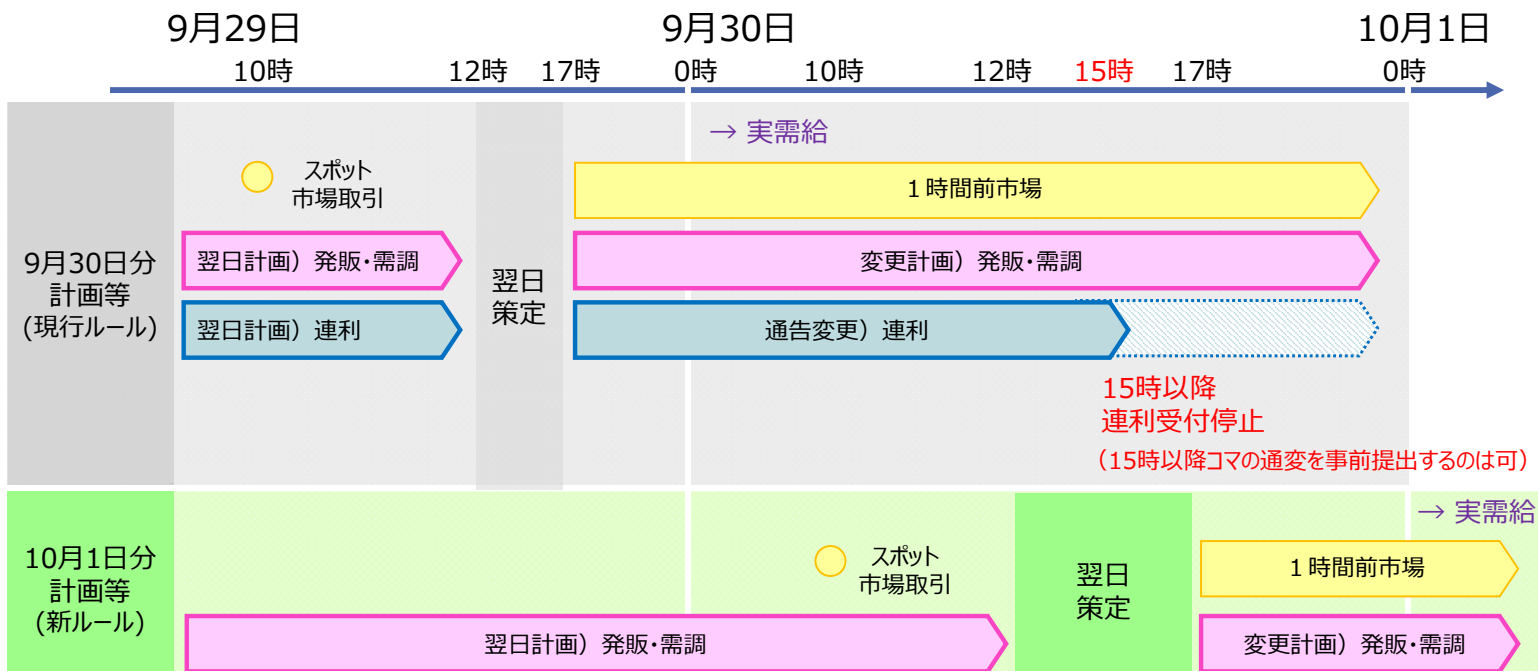 9月29日
9月30日
10月1日
10時
12時
17時
0時
10時
12時
15時
17時
0時
9月30日分
計画等
(現行ルール)
スポット
市場取引
翌日計画）発販・需調
翌日計画）連利
翌日
策定
→ 実需給
１時間前市場
変更計画）発販・需調
通告変更）連利
15時以降
連利受付停止
（15時以降コマの通変を事前提出するのは可）
10月1日分
計画等
(新ルール)
スポット
市場取引
翌日計画）発販・需調
翌日
策定
→ 実需給
１時間前市場
変更計画）発販・需調